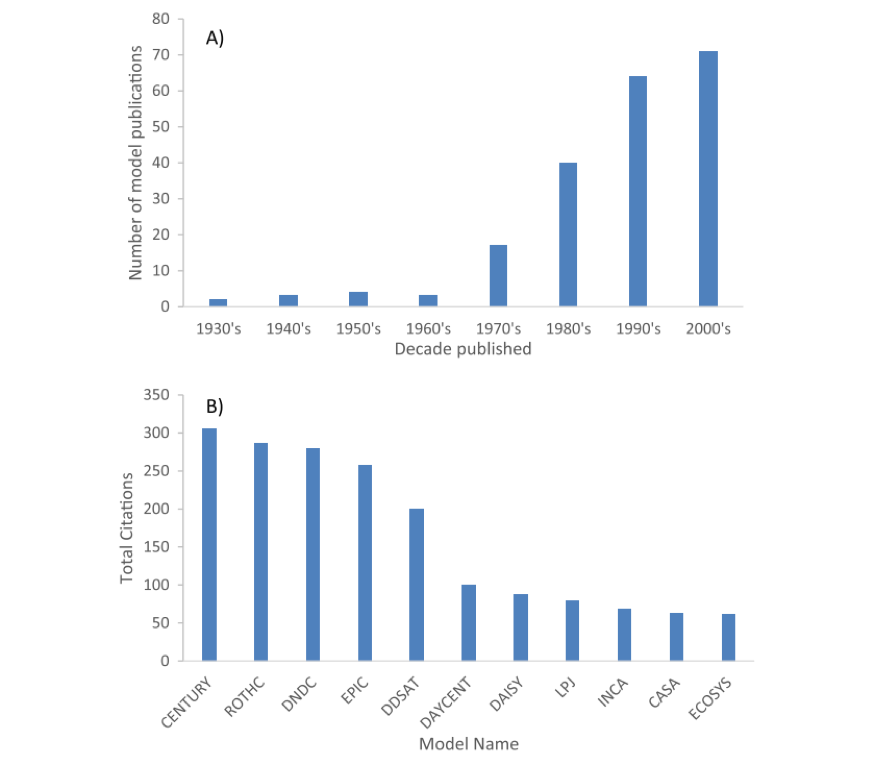 A)
Number of model publications
80
70
60
50
40
30
20
10
0
1930's 1940's 1950's 1960's 1970's 1980's 1990's 2000's
Decade published
B)
Total Citations
350
300
250
200
150
100
50
0
CENTURY ROTHC DNDC EPIC DDSAT DAYCENT DAISY LPJ INCA CASA ECOSYS
Model Name